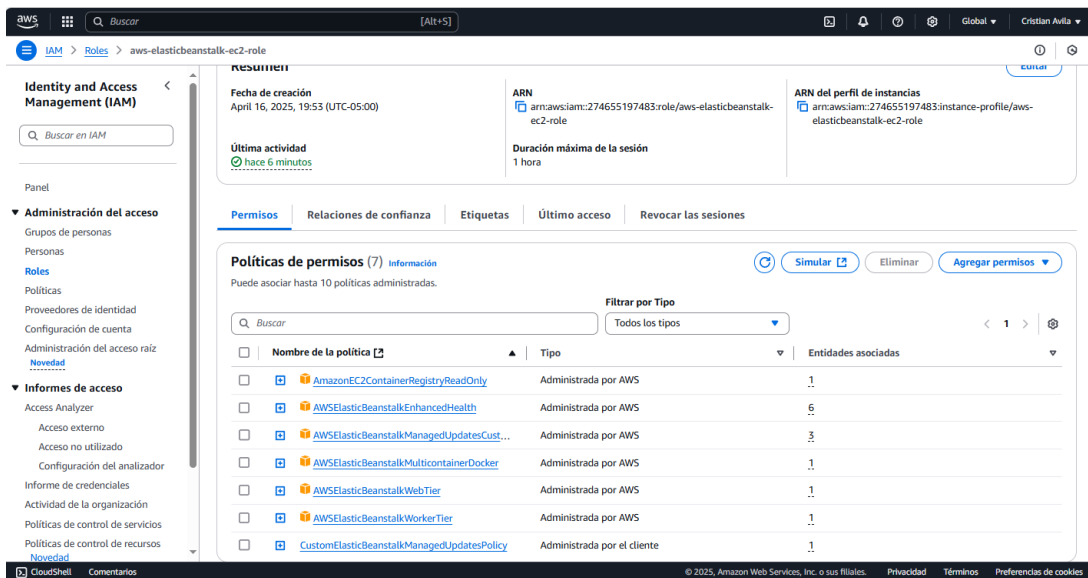 aws
Buscar
[Alt+S]
Global
Cristian Avila
IAM > Roles > aws-elasticbeanstalk-ec2-role
Identity and Access
Management (IAM)
Buscar en IAM
Panel
Administración del acceso
Grupos de personas
Personas
Roles
Políticas
Proveedores de identidad
Configuración de cuenta
Administración del acceso raíz
Novedad
Informes de acceso
Access Analyzer
Acceso externo
Acceso no utilizado
Configuración del analizador
Informe de credenciales
Actividad de la organización
Políticas de control de servicios
Políticas de control de recursos
Novedad
Resumen
Editar
Fecha de creación
April 16, 2025, 19:53 (UTC-05:00)
ARN
arn:aws:iam::274655197483:role/aws-elasticbeanstalk-
ec2-role
ARN del perfil de instancias
arn:aws:iam::274655197483:instance-profile/aws-
elasticbeanstalk-ec2-role
Última actividad
hace 6 minutos
Duración máxima de la sesión
1 hora
Permisos
Relaciones de confianza
Etiquetas
Último acceso
Revocar las sesiones
Políticas de permisos (7) Información
Simular
Eliminar
Agregar permisos
Puede asociar hasta 10 políticas administradas.
Filtrar por Tipo
Buscar
Todos los tipos
1
Nombre de la política
Tipo
Entidades asociadas
AmazonEC2ContainerRegistryReadOnly Administrada por AWS 1
AWSElasticBeanstalkEnhancedHealth Administrada por AWS 6
AWSElasticBeanstalkManagedUpdatesCust... Administrada por AWS 3
AWSElasticBeanstalkMulticontainerDocker Administrada por AWS 1
AWSElasticBeanstalkWebTier Administrada por AWS 1
AWSElasticBeanstalkWorkerTier Administrada por AWS 1
CustomElasticBeanstalkManagedUpdatesPolicy Administrada por el cliente 1
CloudShell
Comentarios
© 2025, Amazon Web Services, Inc. o sus filiales.
Privacidad
Términos
Preferencias de cookies